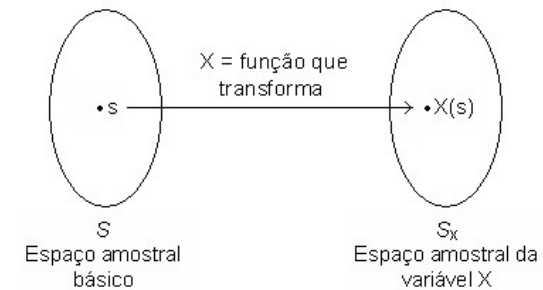 X = função que
transforma
s
X(s)
S
Espaço amostral
básico
S_X
Espaço amostral da
variável X